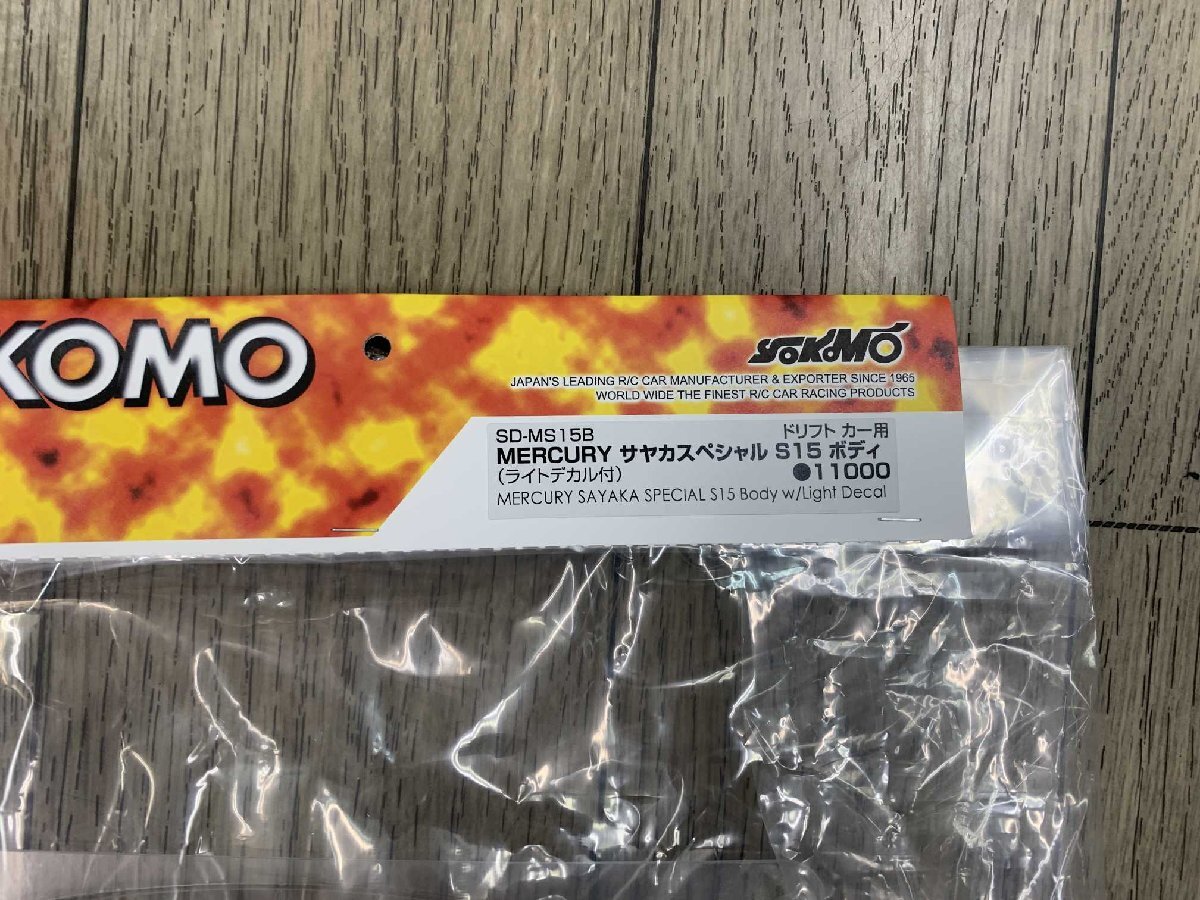 KOMO
YOKOMO
JAPAN'S LEADING R/C CAR MANUFACTURER & EXPORTER SINCE 1965
WORLD WIDE THE FINEST R/C CAR RACING PRODUCTS
SD-MS15B ドリフト カー用
MERCURY サヤカスペシャル S15 ボディ
(ライトデカル付) ●11000
MERCURY SAYAKA SPECIAL S15 Body w/Light Decal